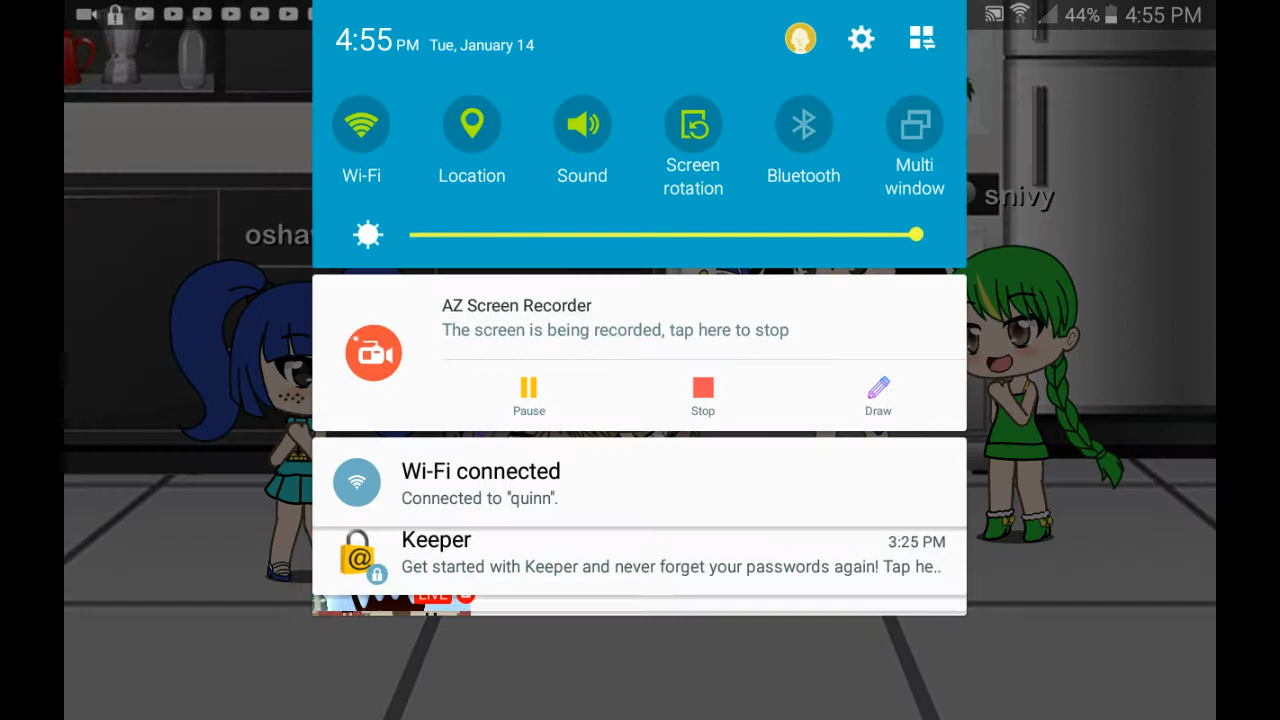 44% 4:55 PM
4:55 PM Tue, January 14
Wi-Fi
Location
Sound
Screen
rotation
Bluetooth
Multi
window
snivy
osha
AZ Screen Recorder
The screen is being recorded, tap here to stop
Pause
Stop
Draw
Wi-Fi connected
Connected to "quinn".
Keeper
3:25 PM
Get started with Keeper and never forget your passwords again! Tap he..
LIVE